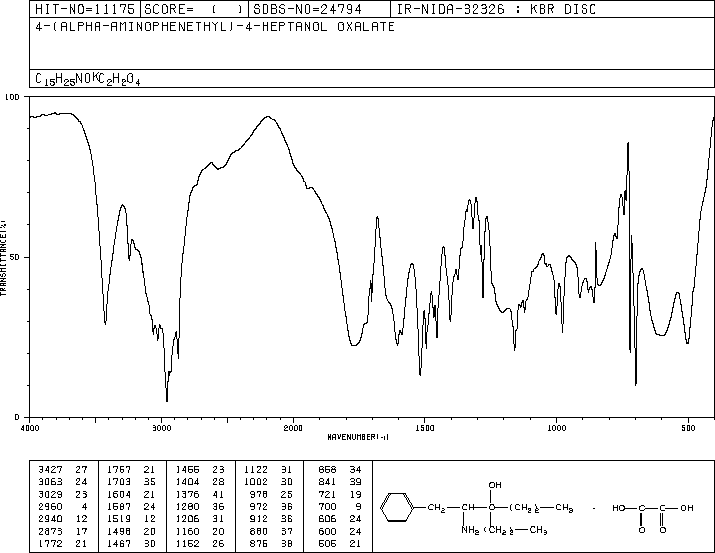 HIT-NO=11175 SCORE= ( ) SDBS-NO=24794 IR-NIDA-32326 : KBR DISC
4-(ALPHA-AMINOPHENETHYL)-4-HEPTANOL OXALATE
C15H25NO*C2H2O4
100
50
0
TRANSMITTANCE(%)
4000 3000 2000 1500 1000 500
WAVENUMBER(-1)
3427 27 1757 21 1466 23 1122 31 858 34
3063 24 1703 35 1404 28 1002 30 841 39
3029 23 1604 21 1376 41 978 25 721 19
2960 4 1587 24 1280 36 972 36 700 9
2940 12 1519 12 1206 31 912 36 606 24
2873 17 1498 20 1160 20 880 37 600 24
1772 21 1467 30 1152 26 876 38 505 21
OH
CH2-CH-C-(CH2)2-CH3 · HO-C-C-OH
NH2 (CH2)2-CH3 O O